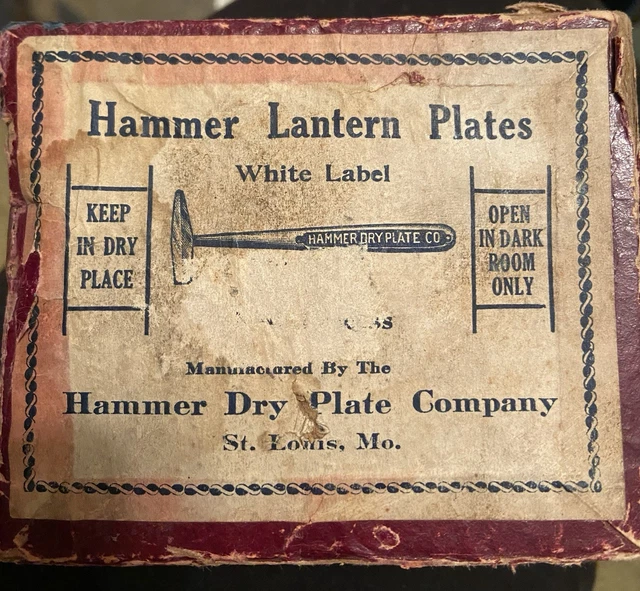 Hammer Lantern Plates
White Label
KEEP
IN DRY
PLACE
HAMMER DRY PLATE CO
OPEN
IN DARK
ROOM
ONLY
Manufactured By The
Hammer Dry Plate Company
St. Louis, Mo.